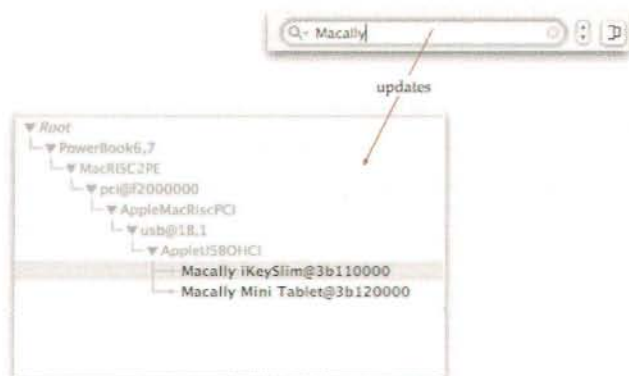 Macally
updates
Root
PowerBook6,7
MacRISC2PE
pci@f2000000
AppleMacRiscPCI
usb@18,1
AppleUSBOHCI
Macally iKeySlim@3b110000
Macally Mini Tablet@3b120000